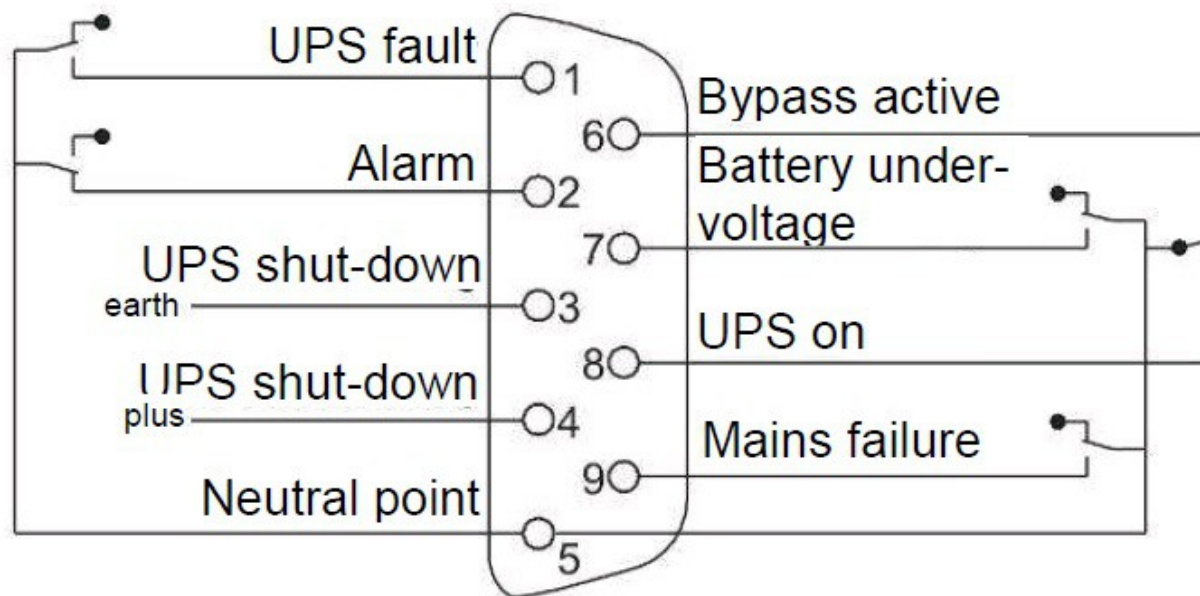 UPS fault
1
Bypass active
6
Alarm
2
Battery under-
voltage
7
UPS shut-down
earth
3
UPS on
8
UPS shut-down
plus
4
Mains failure
9
Neutral point
5